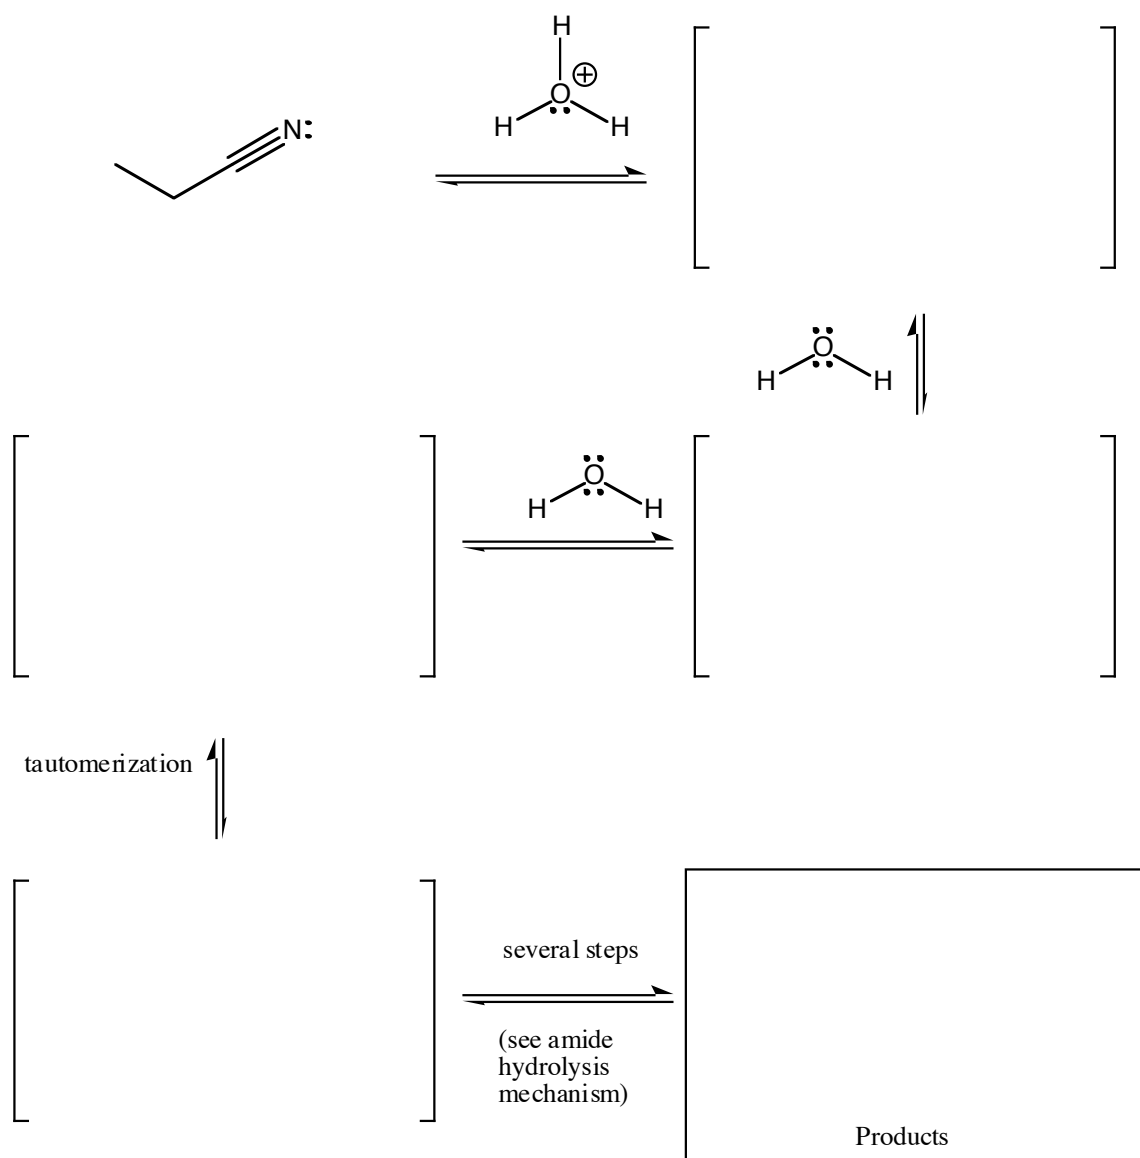 H
O
H H
N
O
H H
O
H H
tautomerization
several steps
(see amide
hydrolysis
mechanism)
Products